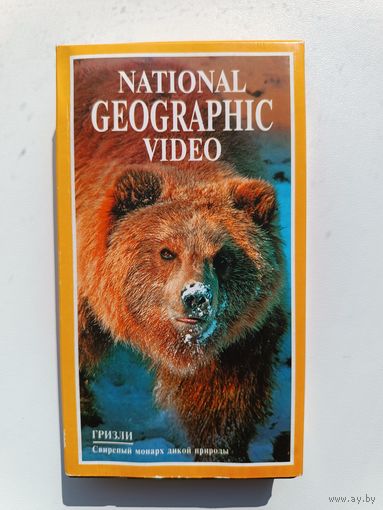 NATIONAL
GEOGRAPHIC
VIDEO
ГРИЗЛИ
Свирепый монарх дикой природы
www.ay.by